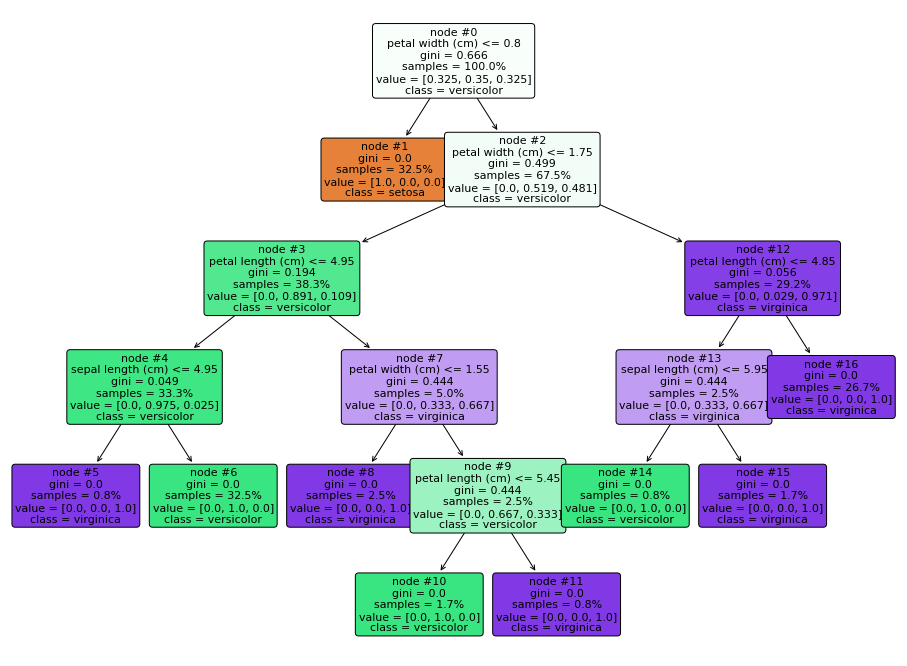 node #0
petal width (cm) <= 0.8
gini = 0.666
samples = 100.0%
value = [0.325, 0.35, 0.325]
class = versicolor
node #1
gini = 0.0
samples = 32.5%
value = [1.0, 0.0, 0.0]
class = setosa
node #2
petal width (cm) <= 1.75
gini = 0.499
samples = 67.5%
value = [0.0, 0.519, 0.481]
class = versicolor
node #3
petal length (cm) <= 4.95
gini = 0.194
samples = 38.3%
value = [0.0, 0.891, 0.109]
class = versicolor
node #12
petal length (cm) <= 4.85
gini = 0.056
samples = 29.2%
value = [0.0, 0.029, 0.971]
class = virginica
node #4
sepal length (cm) <= 4.95
gini = 0.049
samples = 33.3%
value = [0.0, 0.975, 0.025]
class = versicolor
node #7
petal width (cm) <= 1.55
gini = 0.444
samples = 5.0%
value = [0.0, 0.333, 0.667]
class = virginica
node #13
sepal length (cm) <= 5.95
gini = 0.444
samples = 2.5%
value = [0.0, 0.333, 0.667]
class = virginica
node #16
gini = 0.0
samples = 26.7%
value = [0.0, 0.0, 1.0]
class = virginica
node #5
gini = 0.0
samples = 0.8%
value = [0.0, 0.0, 1.0]
class = virginica
node #6
gini = 0.0
samples = 32.5%
value = [0.0, 1.0, 0.0]
class = versicolor
node #8
gini = 0.0
samples = 2.5%
value = [0.0, 0.0, 1.0]
class = virginica
node #9
petal length (cm) <= 5.45
gini = 0.444
samples = 2.5%
value = [0.0, 0.667, 0.333]
class = versicolor
node #14
gini = 0.0
samples = 0.8%
value = [0.0, 1.0, 0.0]
class = versicolor
node #15
gini = 0.0
samples = 1.7%
value = [0.0, 0.0, 1.0]
class = virginica
node #10
gini = 0.0
samples = 1.7%
value = [0.0, 1.0, 0.0]
class = versicolor
node #11
gini = 0.0
samples = 0.8%
value = [0.0, 0.0, 1.0]
class = virginica